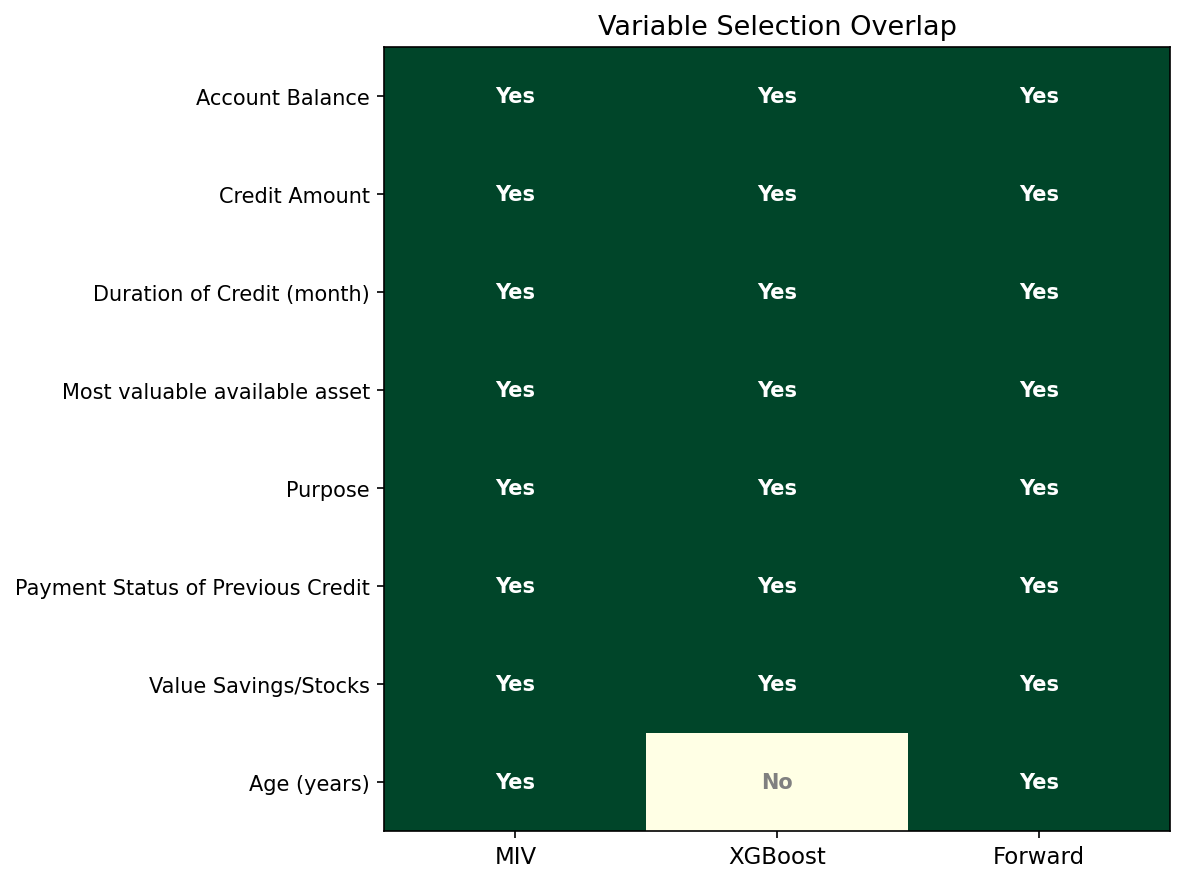 Variable Selection Overlap
Account Balance Yes Yes Yes
Credit Amount Yes Yes Yes
Duration of Credit (month) Yes Yes Yes
Most valuable available asset Yes Yes Yes
Purpose Yes Yes Yes
Payment Status of Previous Credit Yes Yes Yes
Value Savings/Stocks Yes Yes Yes
Age (years) Yes No Yes
MIV XGBoost Forward